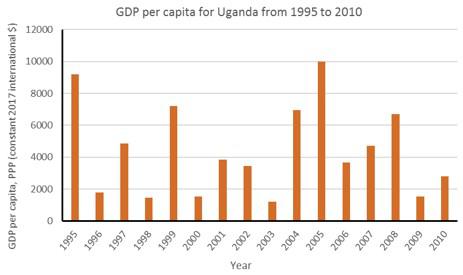 GDP per capita for Uganda from 1995 to 2010
GDP per capita, PPP (constant 2017 international $)
12000
10000
8000
6000
4000
2000
0
1995 1996 1997 1998 1999 2000 2001 2002 2003 2004 2005 2006 2007 2008 2009 2010
Year